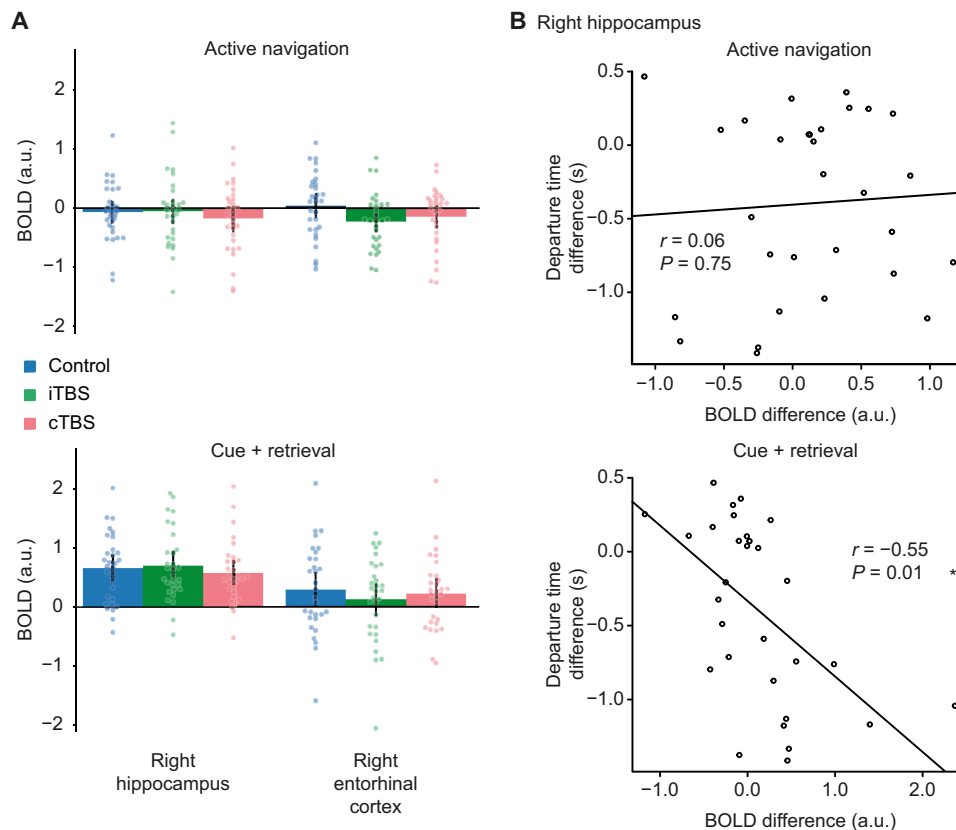 A
Active navigation
BOLD (a.u.)
2
1
0
−1
−2
Control
iTBS
cTBS
Cue + retrieval
BOLD (a.u.)
2
1
0
−1
−2
Right
hippocampus
Right
entorhinal
cortex
B Right hippocampus
Active navigation
Departure time
difference (s)
0.5
0.0
−0.5
−1.0
r = 0.06
P = 0.75
−1.0 −0.5 0.0 0.5 1.0
BOLD difference (a.u.)
Cue + retrieval
Departure time
difference (s)
0.5
0.0
−0.5
−1.0
r = −0.55
P = 0.01
*
−1.0 0.0 1.0 2.0
BOLD difference (a.u.)